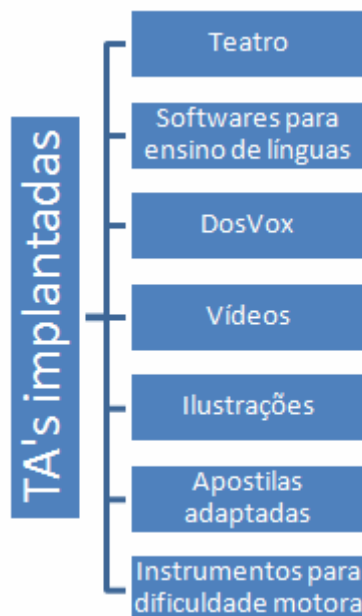 TA's implantadas
Teatro
Softwares para
ensino de línguas
DosVox
Vídeos
Ilustrações
Apostilas
adaptadas
Instrumentos para
dificuldade motora